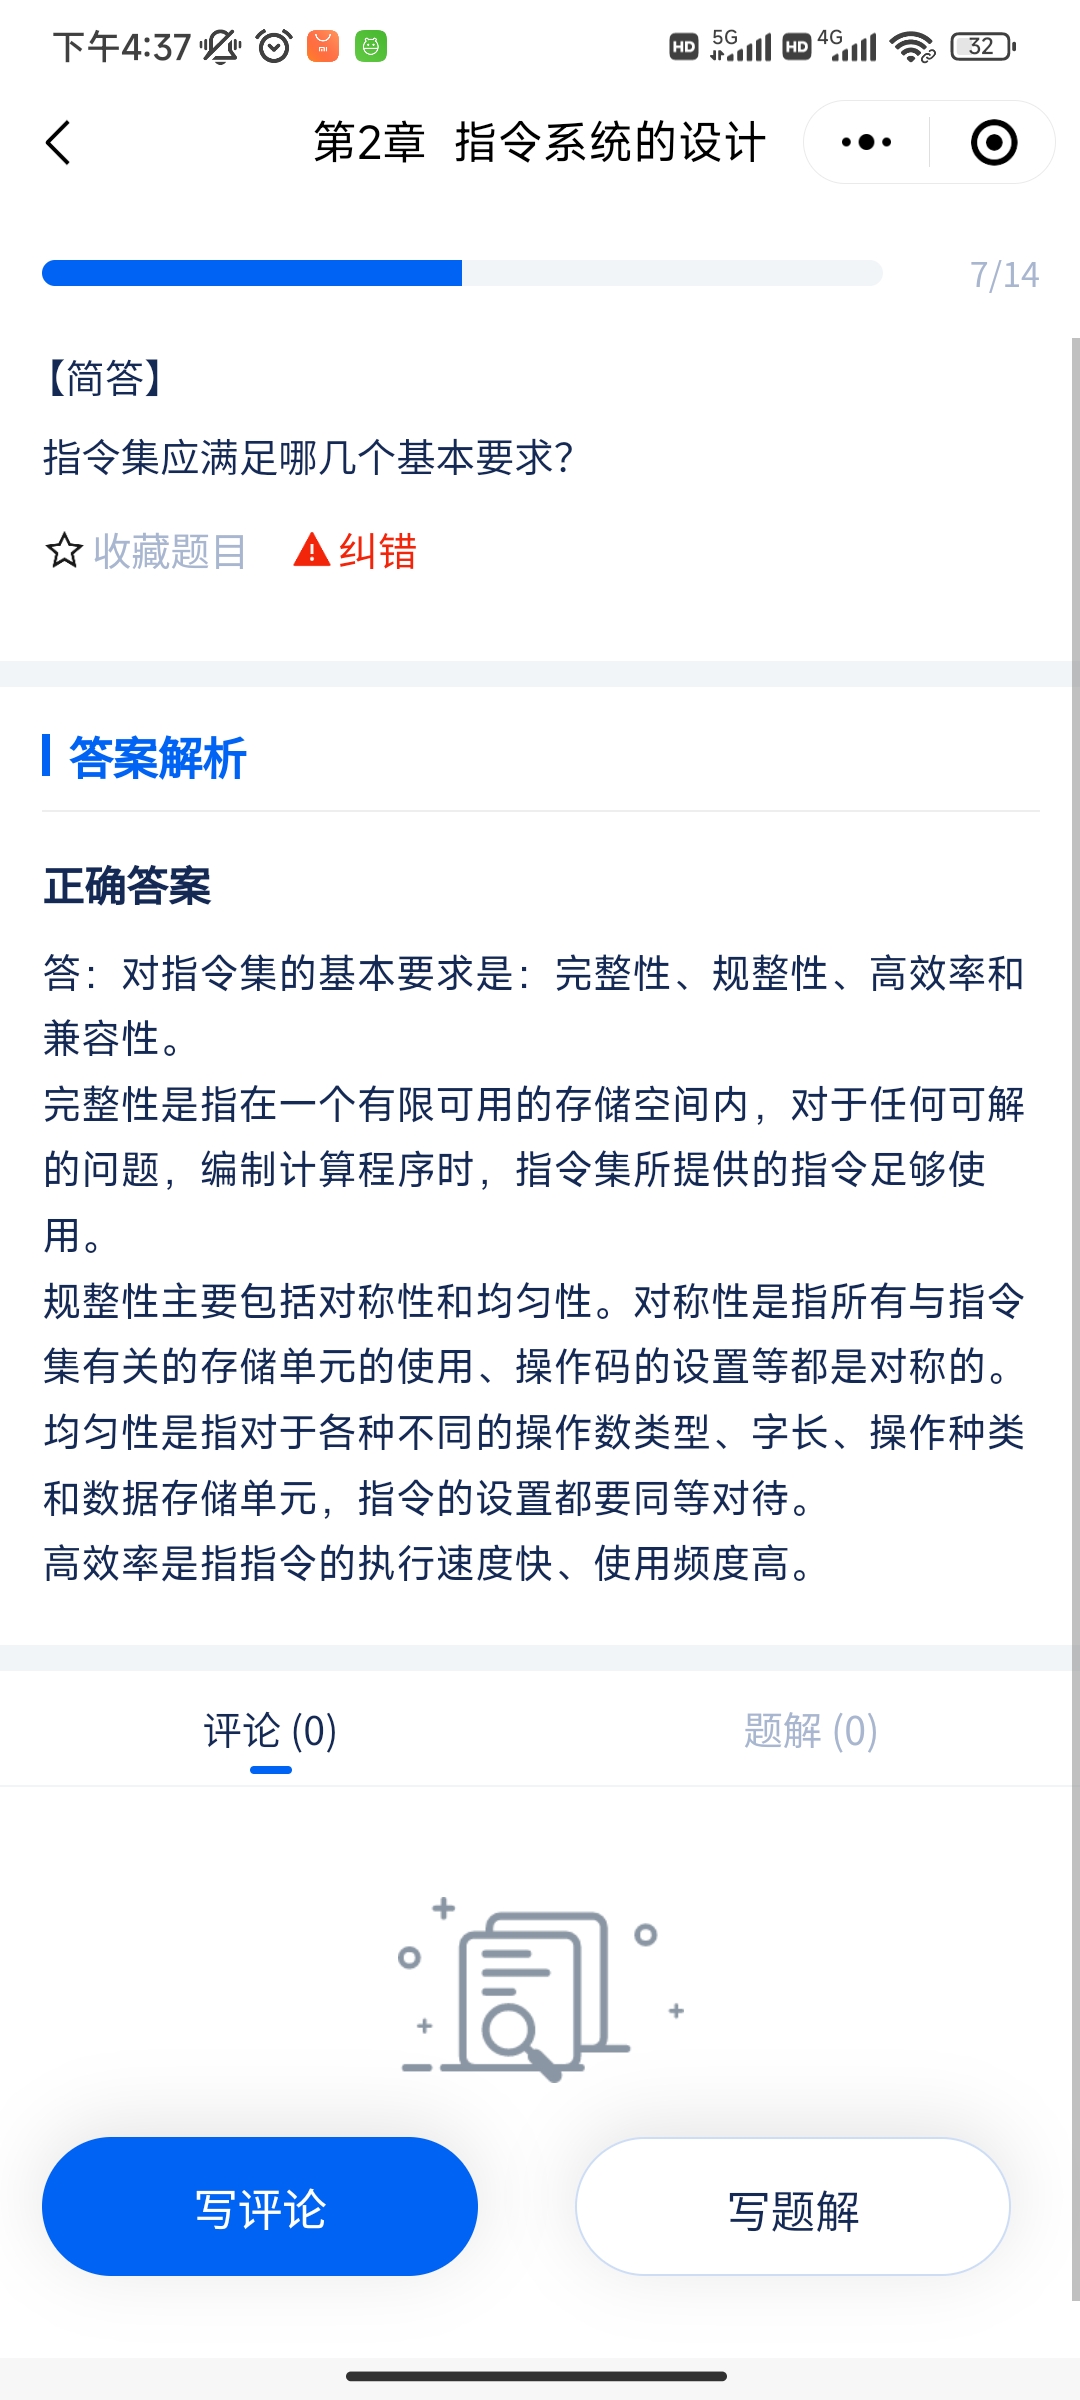 下午4:37
HD 5G HD 4G 32
第2章 指令系统的设计
7/14
【简答】
指令集应满足哪几个基本要求?
收藏题目 纠错
答案解析
正确答案
答：对指令集的基本要求是：完整性、规整性、高效率和
兼容性。
完整性是指在一个有限可用的存储空间内，对于任何可解
的问题，编制计算程序时，指令集所提供的指令足够使
用。
规整性主要包括对称性和均匀性。对称性是指所有与指令
集有关的存储单元的使用、操作码的设置等都是对称的。
均匀性是指对于各种不同的操作数类型、字长、操作种类
和数据存储单元，指令的设置都要同等对待。
高效率是指指令的执行速度快、使用频度高。
评论 (0) 题解 (0)
写评论 写题解